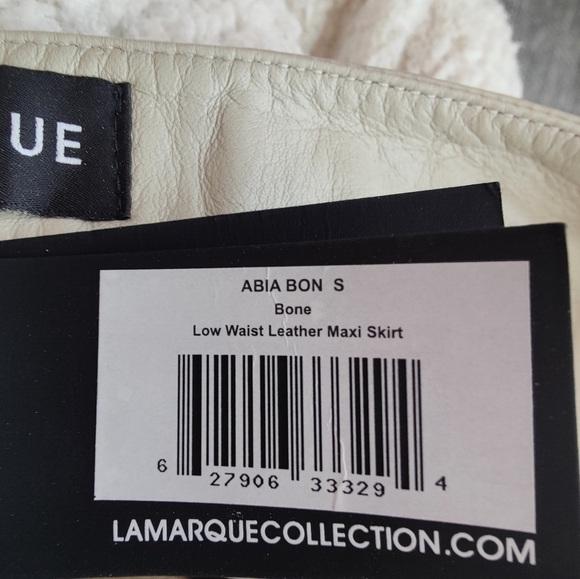 UE
ABIA BON S
Bone
Low Waist Leather Maxi Skirt
6 27906 33329 4
LAMARQUECOLLECTION.COM